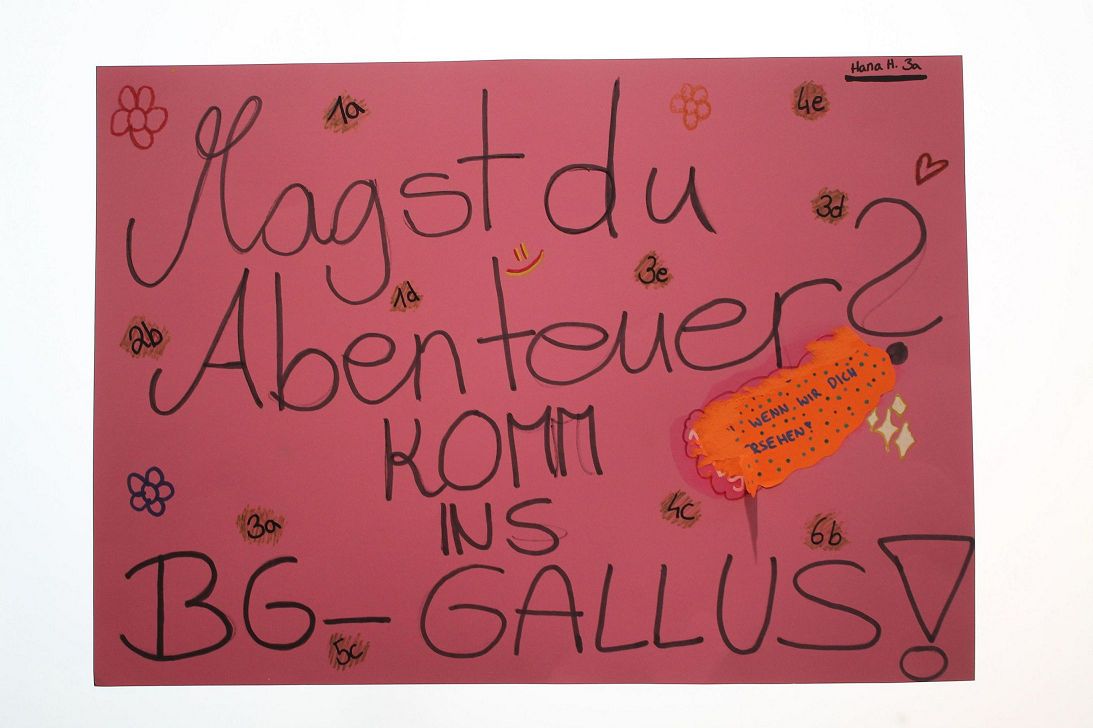 Hana H. 3a
1a
4e
Magst du
3d
3e
1d
2b
Abenteuer?
WENN WIR DICH
RSEHEN?
KOMM
4c
INS
3a
6b
BG-GALLUS!
5c